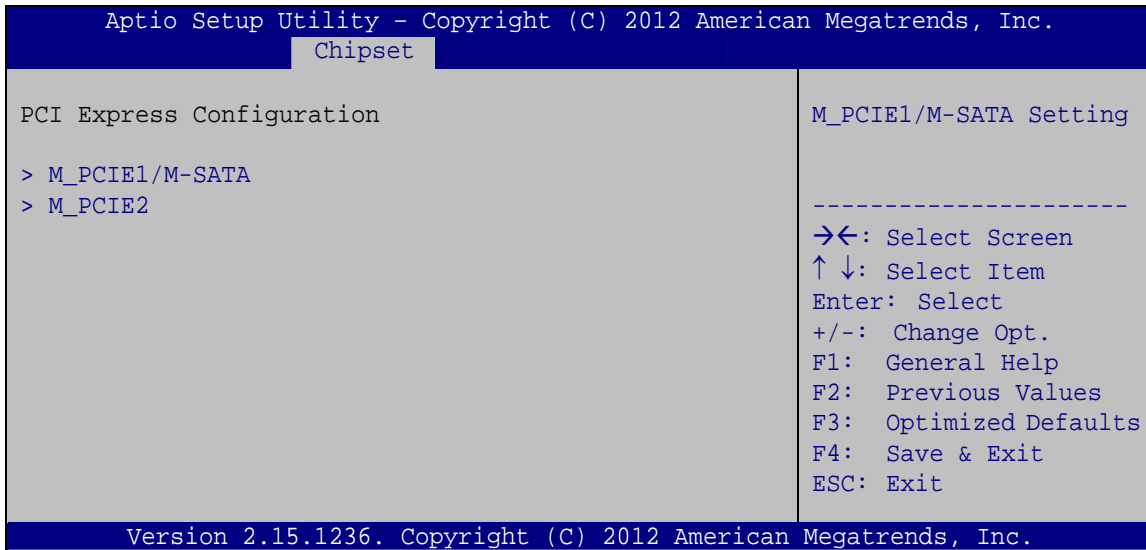 Aptio Setup Utility – Copyright (C) 2012 American Megatrends, Inc.
Chipset
PCI Express Configuration
> M_PCIE1/M-SATA
> M_PCIE2
M_PCIE1/M-SATA Setting
----------------------
→←: Select Screen
↑ ↓: Select Item
Enter: Select
+/-: Change Opt.
F1: General Help
F2: Previous Values
F3: Optimized Defaults
F4: Save & Exit
ESC: Exit
Version 2.15.1236. Copyright (C) 2012 American Megatrends, Inc.